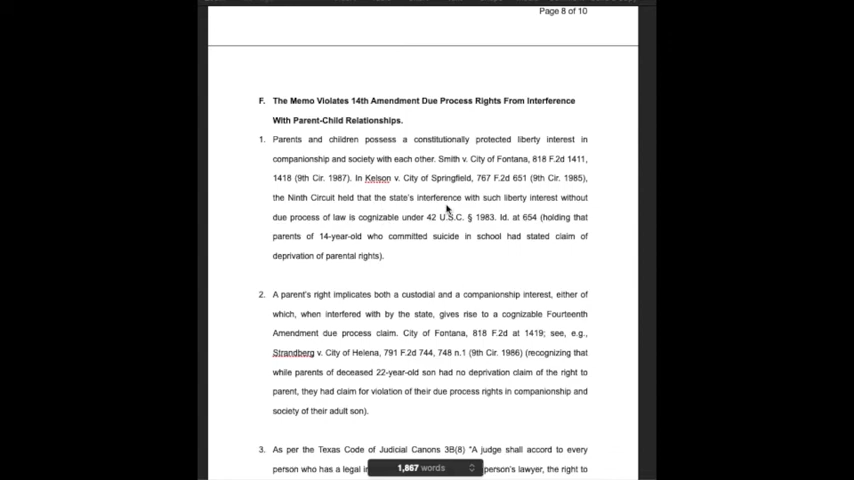 Page 8 of 10
F. The Memo Violates 14th Amendment Due Process Rights From Interference
With Parent-Child Relationships.
1. Parents and children possess a constitutionally protected liberty interest in
companionship and society with each other. Smith v. City of Fontana, 818 F.2d 1411,
1418 (9th Cir. 1987). In Kelson v. City of Springfield, 767 F.2d 651 (9th Cir. 1985),
the Ninth Circuit held that the state's interference with such liberty interest without
due process of law is cognizable under 42 U.S.C. § 1983. Id. at 654 (holding that
parents of 14-year-old who committed suicide in school had stated claim of
deprivation of parental rights).
2. A parent's right implicates both a custodial and a companionship interest, either of
which, when interfered with by the state, gives rise to a cognizable Fourteenth
Amendment due process claim. City of Fontana, 818 F.2d at 1419; see, e.g.,
Strandberg v. City of Helena, 791 F.2d 744, 748 n.1 (9th Cir. 1986) (recognizing that
while parents of deceased 22-year-old son had no deprivation claim of the right to
parent, they had claim for violation of their due process rights in companionship and
society of their adult son).
3. As per the Texas Code of Judicial Canons 3B(8) "A judge shall accord to every
person who has a legal person's lawyer, the right to
1,867 words